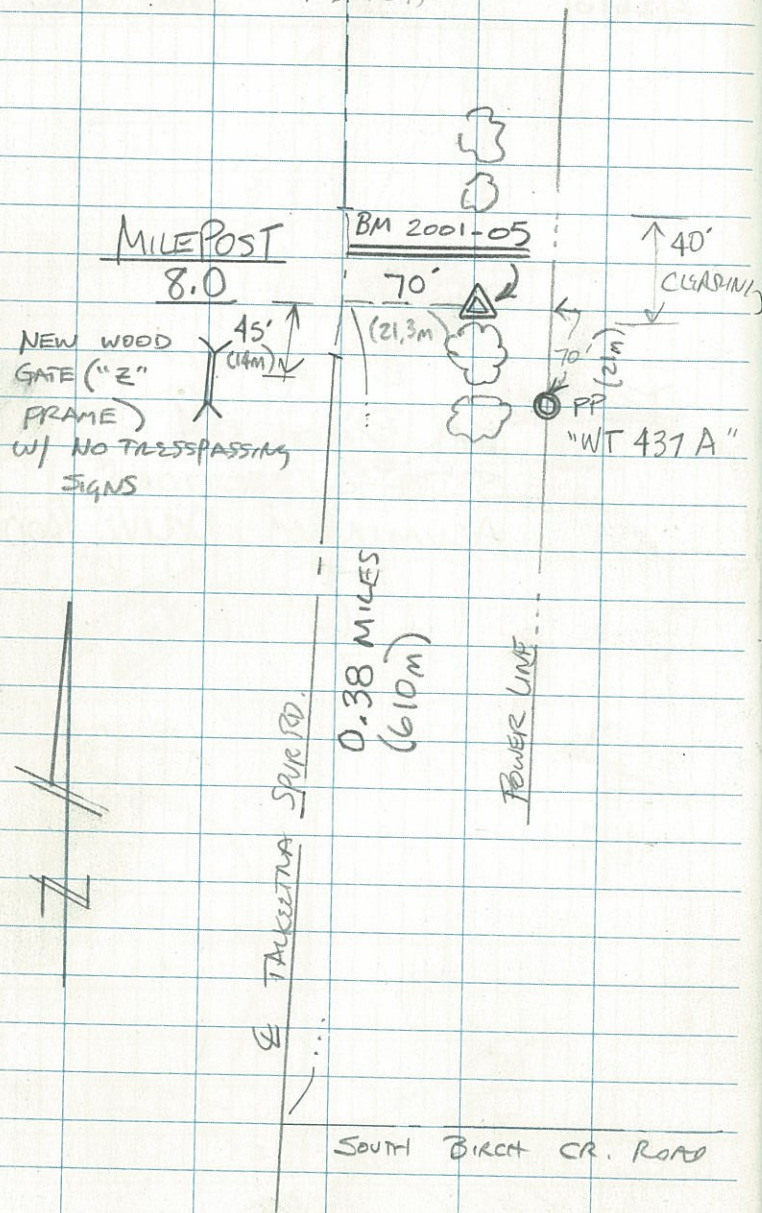 BM 2001-05
MILEPOST
8.0
70'
(21.3m)
40'
CLEARING
45'
(14m)
NEW WOOD
GATE ("Z"
FRAME)
W/ NO TRESSPASSING
SIGNS
70'
(21m)
PP
"WT 437 A"
0.38 MILES
(610m)
POWER LINE
℄ TALKEETNA SPUR RD.
N
SOUTH BIRCH CR. ROAD